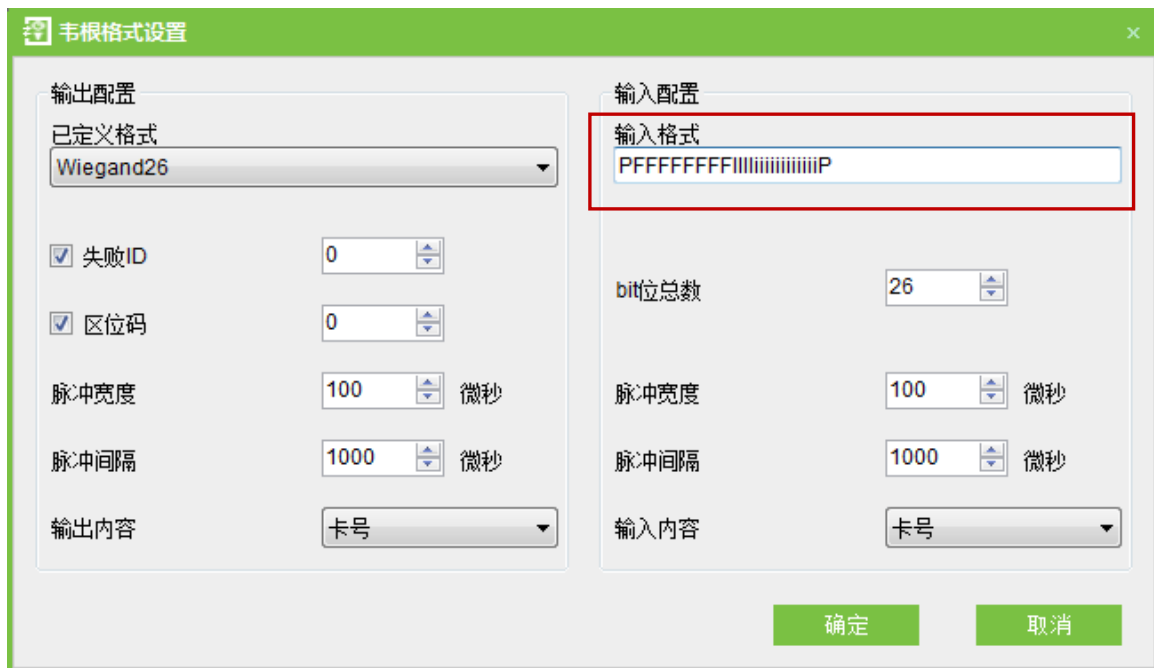 韦根格式设置
输出配置
已定义格式
Wiegand26
失败ID 0
区位码 0
脉冲宽度 100 微秒
脉冲间隔 1000 微秒
输出内容 卡号
输入配置
输入格式
bit位总数 26
脉冲宽度 100 微秒
脉冲间隔 1000 微秒
输入内容 卡号
确定 取消